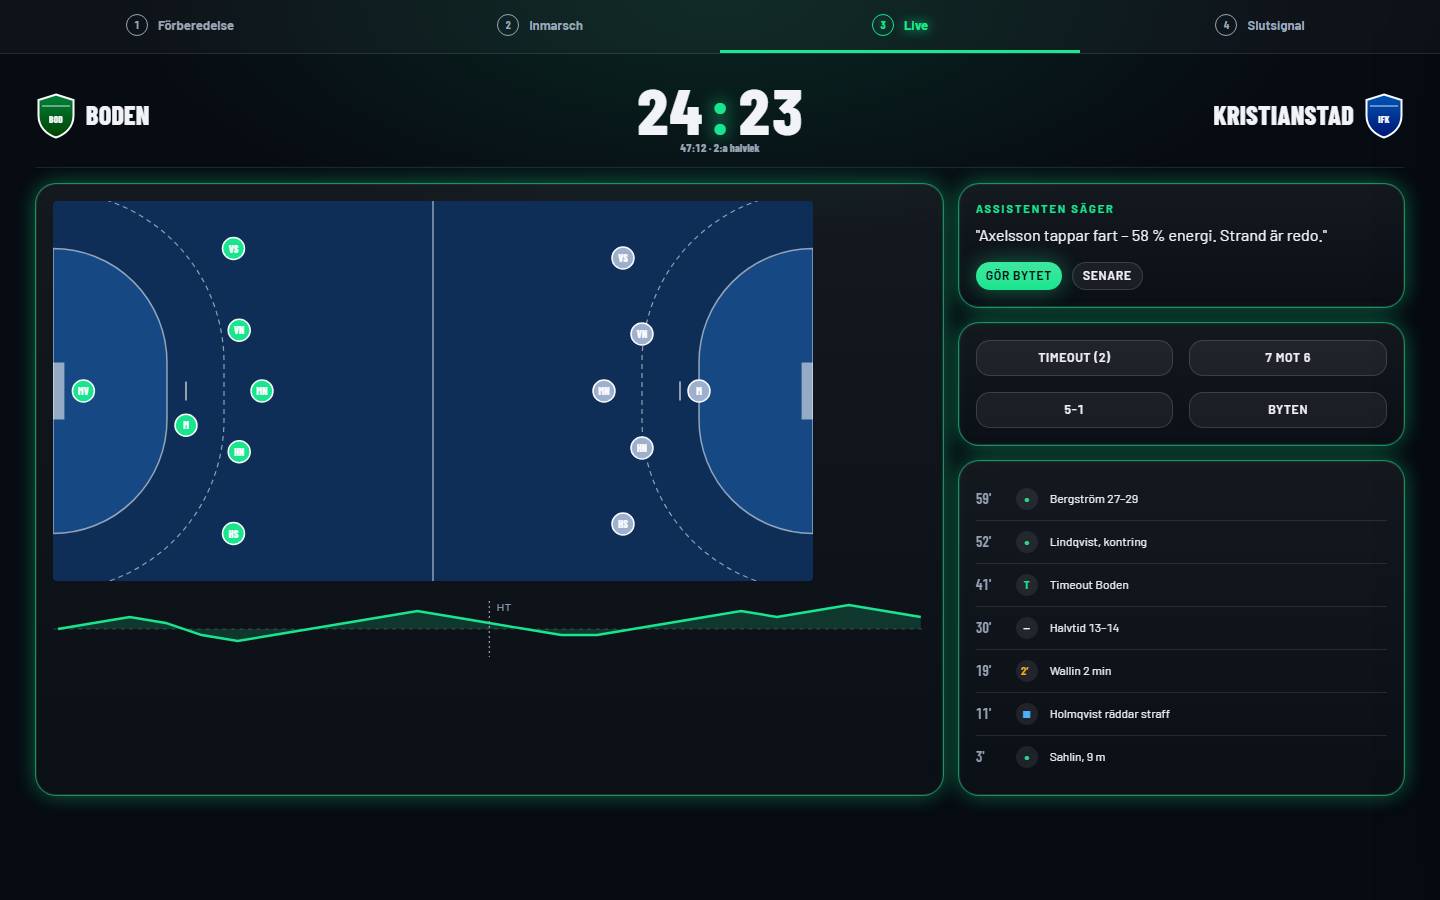 1 Förberedelse
2 Inmarsch
3 Live
4 Slutsignal
BOD BODEN
24:23
47:12 · 2:a halvlek
KRISTIANSTAD IFK
VS
VS
VN
VN
MV
MN
MN
M
M
HN
HN
HS
HS
HT
ASSISTENTEN SÄGER
"Axelsson tappar fart – 58 % energi. Strand är redo."
GÖR BYTET SENARE
TIMEOUT (2) 7 MOT 6
5-1 BYTEN
59' Bergström 27–29
52' Lindqvist, kontring
41' T Timeout Boden
30' – Halvtid 13–14
19' 2' Wallin 2 min
11' Holmqvist räddar straff
3' Sahlin, 9 m